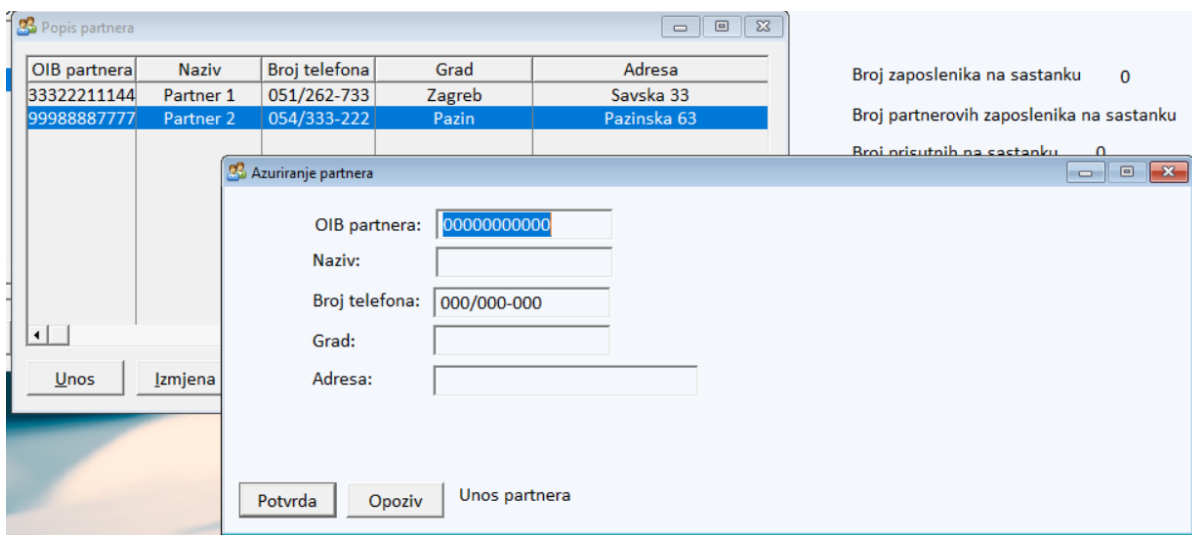 Popis partnera
OIB partnera Naziv Broj telefona Grad Adresa
33322211144 Partner 1 051/262-733 Zagreb Savska 33
99988887777 Partner 2 054/333-222 Pazin Pazinska 63
Unos Izmjena
Broj zaposlenika na sastanku 0
Broj partnerovih zaposlenika na sastanku
Broj prisutnih na sastanku 0
Azuriranje partnera
OIB partnera: 00000000000
Naziv:
Broj telefona: 000/000-000
Grad:
Adresa:
Potvrda Opoziv Unos partnera